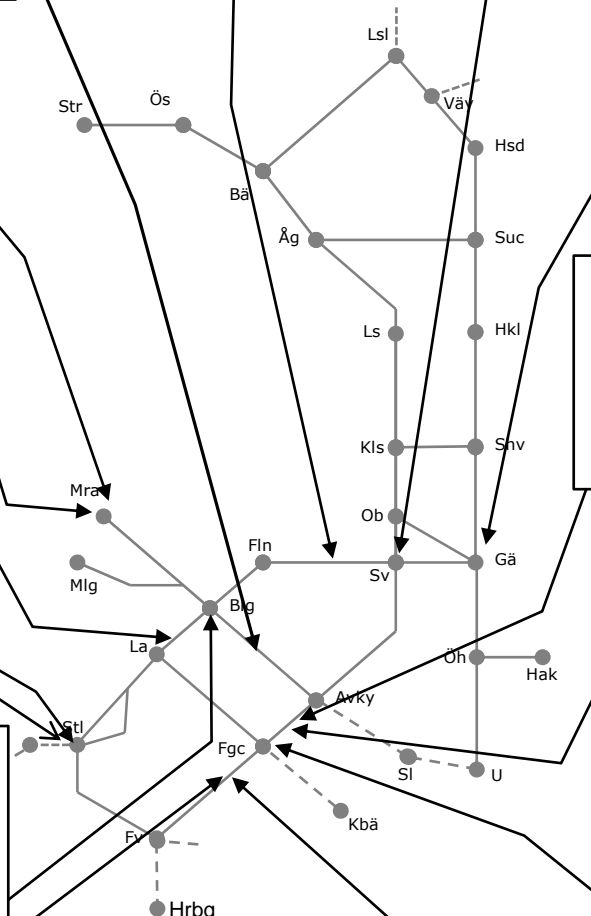 Lsl
Väv
Str
Ös
Hsd
Bä
Åg
Suc
Ls
Hkl
Kls
Snv
Mra
Ob
Fln
Gä
Sv
Mlg
Blg
La
Öh
Hak
Avky
Stl
Fgc
Sl
U
Kbä
Fv
Hrbg